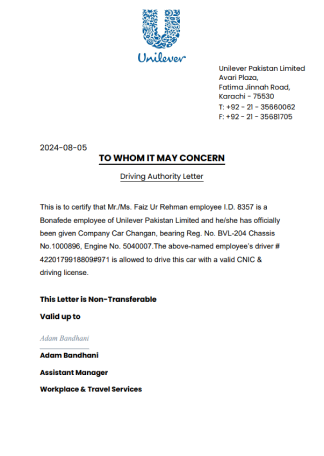 Unilever
Unilever Pakistan Limited
Avari Plaza,
Fatima Jinnah Road,
Karachi - 75530
T: +92 - 21 - 35660062
F: +92 - 21 - 35681705
2024-08-05
TO WHOM IT MAY CONCERN
Driving Authority Letter
This is to certify that Mr./Ms. Faiz Ur Rehman employee I.D. 8357 is a
Bonafede employee of Unilever Pakistan Limited and he/she has officially
been given Company Car Changan, bearing Reg. No. BVL-204 Chassis
No.1000896, Engine No. 5040007.The above-named employee's driver #
4220179918809#971 is allowed to drive this car with a valid CNIC &
driving license.
This Letter is Non-Transferable
Valid up to
Adam Bandhani
Adam Bandhani
Assistant Manager
Workplace & Travel Services